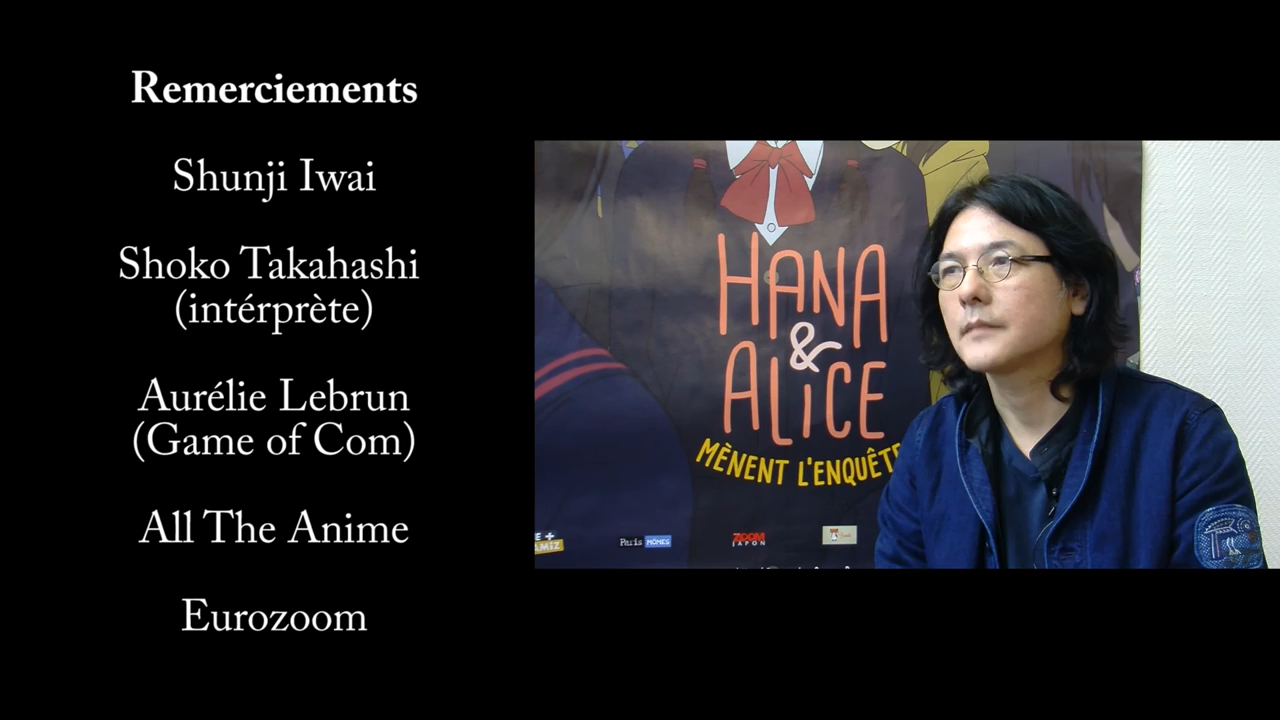 Remerciements
Shunji Iwai
Shoko Takahashi
(intérprète)
Aurélie Lebrun
(Game of Com)
All The Anime
Eurozoom
HANA
&
ALiCE
MÈNENT L'ENQUÊTE
Paris MÔMES
ZOOM
JAPON